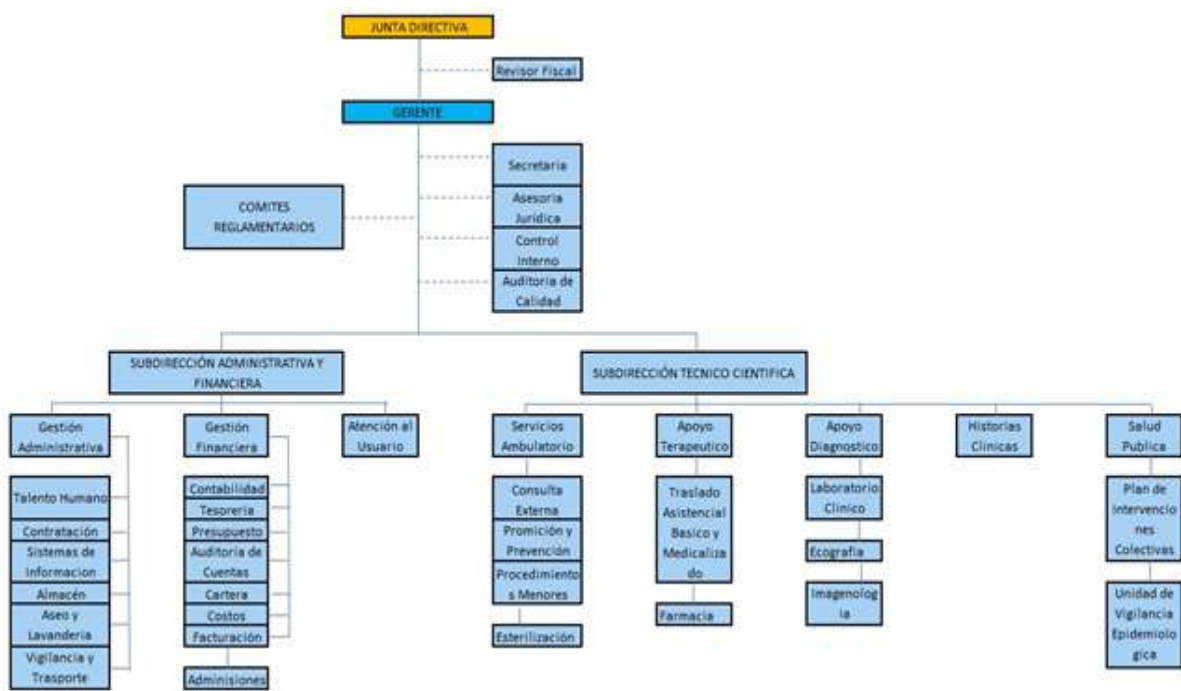 JUNTA DIRECTIVA
Revisor Fiscal
GERENTE
Secretaria
COMITES
REGLAMENTARIOS
Asesoria
Jurídica
Control
Interno
Auditoria de
Calidad
SUBDIRECCIÓN ADMINISTRATIVA Y
FINANCIERA
SUBDIRECCIÓN TECNICO CIENTIFICA
Gestión
Administrativa
Talento Humano
Contratación
Sistemas de
Informacion
Almacén
Aseo y
Lavanderia
Vigilancia y
Trasporte
Gestión
Financiera
Contabilidad
Tesoreria
Presupuesto
Auditoria de
Cuentas
Cartera
Costos
Facturación
Adminisiones
Atención al
Usuario
Servicios
Ambulatorio
Consulta
Externa
Promición y
Prevención
Procedimiento
s Menores
Esterilización
Apoyo
Terapeutico
Traslado
Asistencial
Basico y
Medicaliza
do
Farmacia
Apoyo
Diagnostico
Laboratorio
Clinico
Ecografia
Imagenolog
ia
Historias
Clinicas
Salud
Publica
Plan de
Intervencio
nes
Colectivas
Unidad de
Vigilancia
Epidemiolo
gica